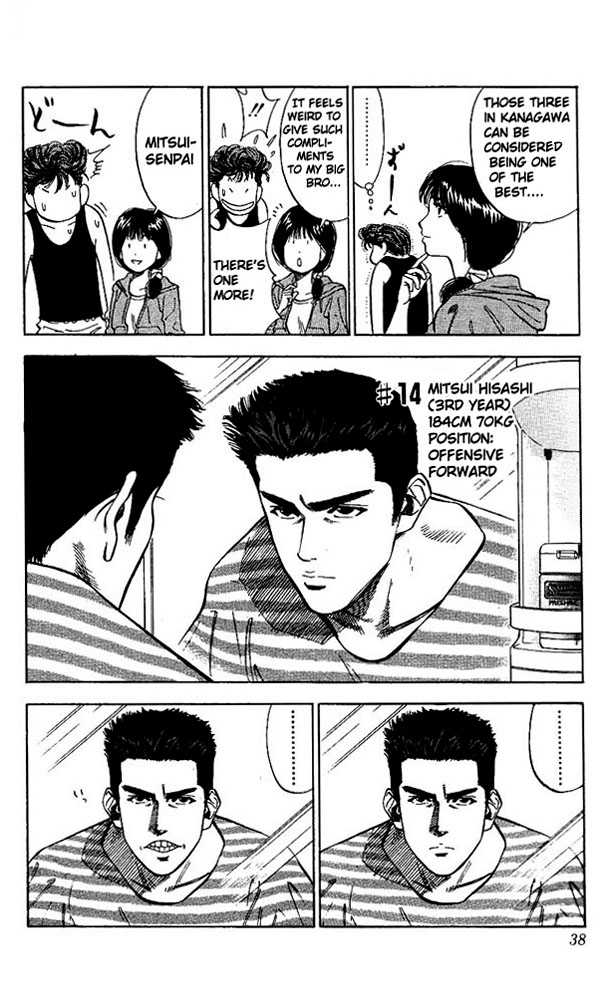 THOSE THREE
IN KANAGAWA
CAN BE
CONSIDERED
BEING ONE
OF THE
BEST....
.........
ずーん
IT FEELS
WEIRD TO
GIVE SUCH
COMPLI-
MENTS
TO MY BIG
BRO...
!!
THERE'S
ONE
MORE!
MITSUI-
SENPAI
どーん
#14
MITSUI HISASHI
(3RD YEAR)
184CM 70KG
POSITION:
OFFENSIVE
FORWARD
.........
.........
38